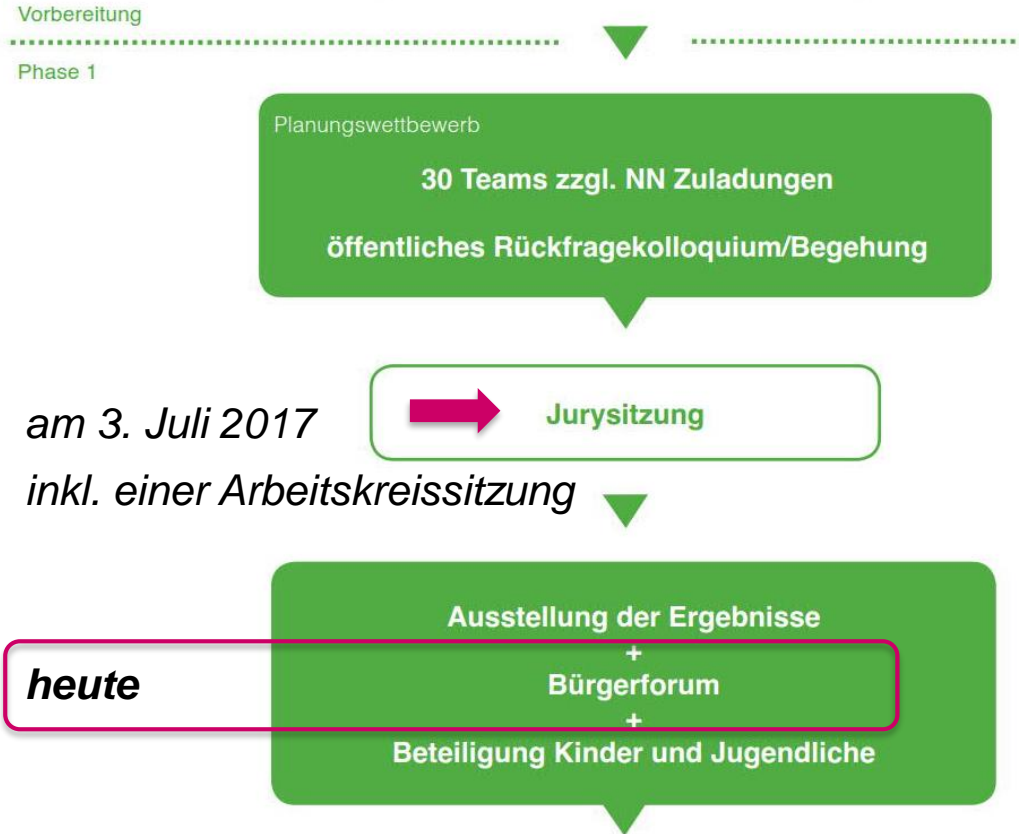 Vorbereitung
Phase 1
Planungswettbewerb
30 Teams zzgl. NN Zuladungen
öffentliches Rückfragekolloquium/Begehung
am 3. Juli 2017
Jurysitzung
inkl. einer Arbeitskreissitzung
Ausstellung der Ergebnisse
+
heute
Bürgerforum
+
Beteiligung Kinder und Jugendliche